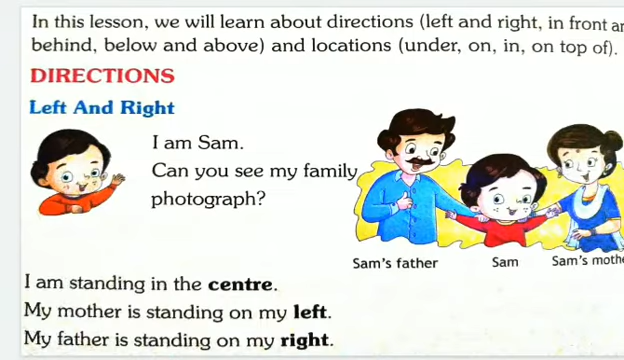 In this lesson, we will learn about directions (left and right, in front
behind, below and above) and locations (under, on, in, on top of).
DIRECTIONS
Left And Right
I am Sam.
Can you see my family
photograph?
Sam's father Sam Sam's
I am standing in the centre.
My mother is standing on my left.
My father is standing on my right.